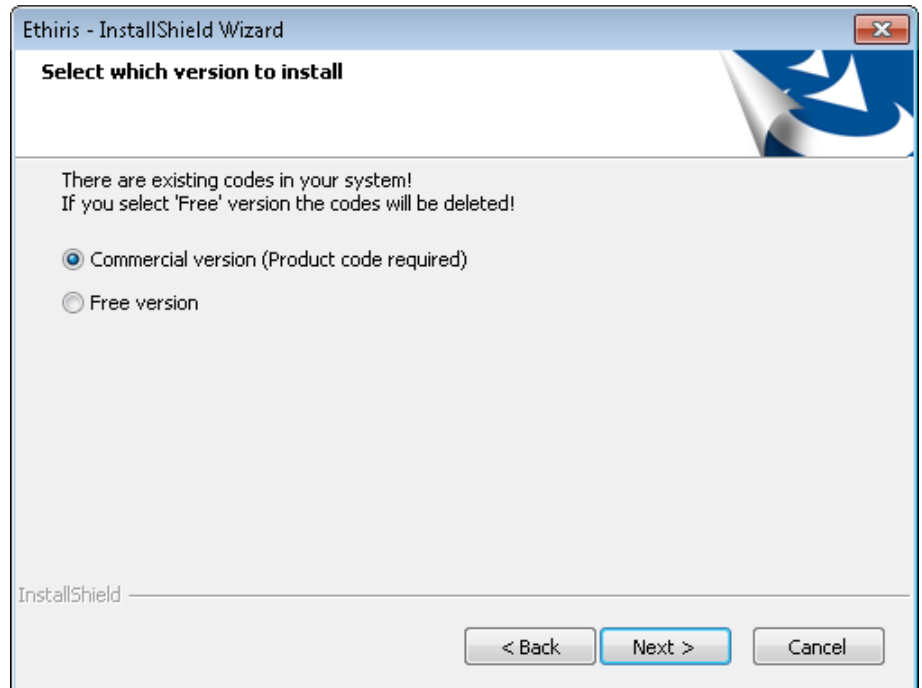 Ethiris - InstallShield Wizard
Select which version to install
There are existing codes in your system!
If you select 'Free' version the codes will be deleted!
Commercial version (Product code required)
Free version
InstallShield
< Back
Next >
Cancel